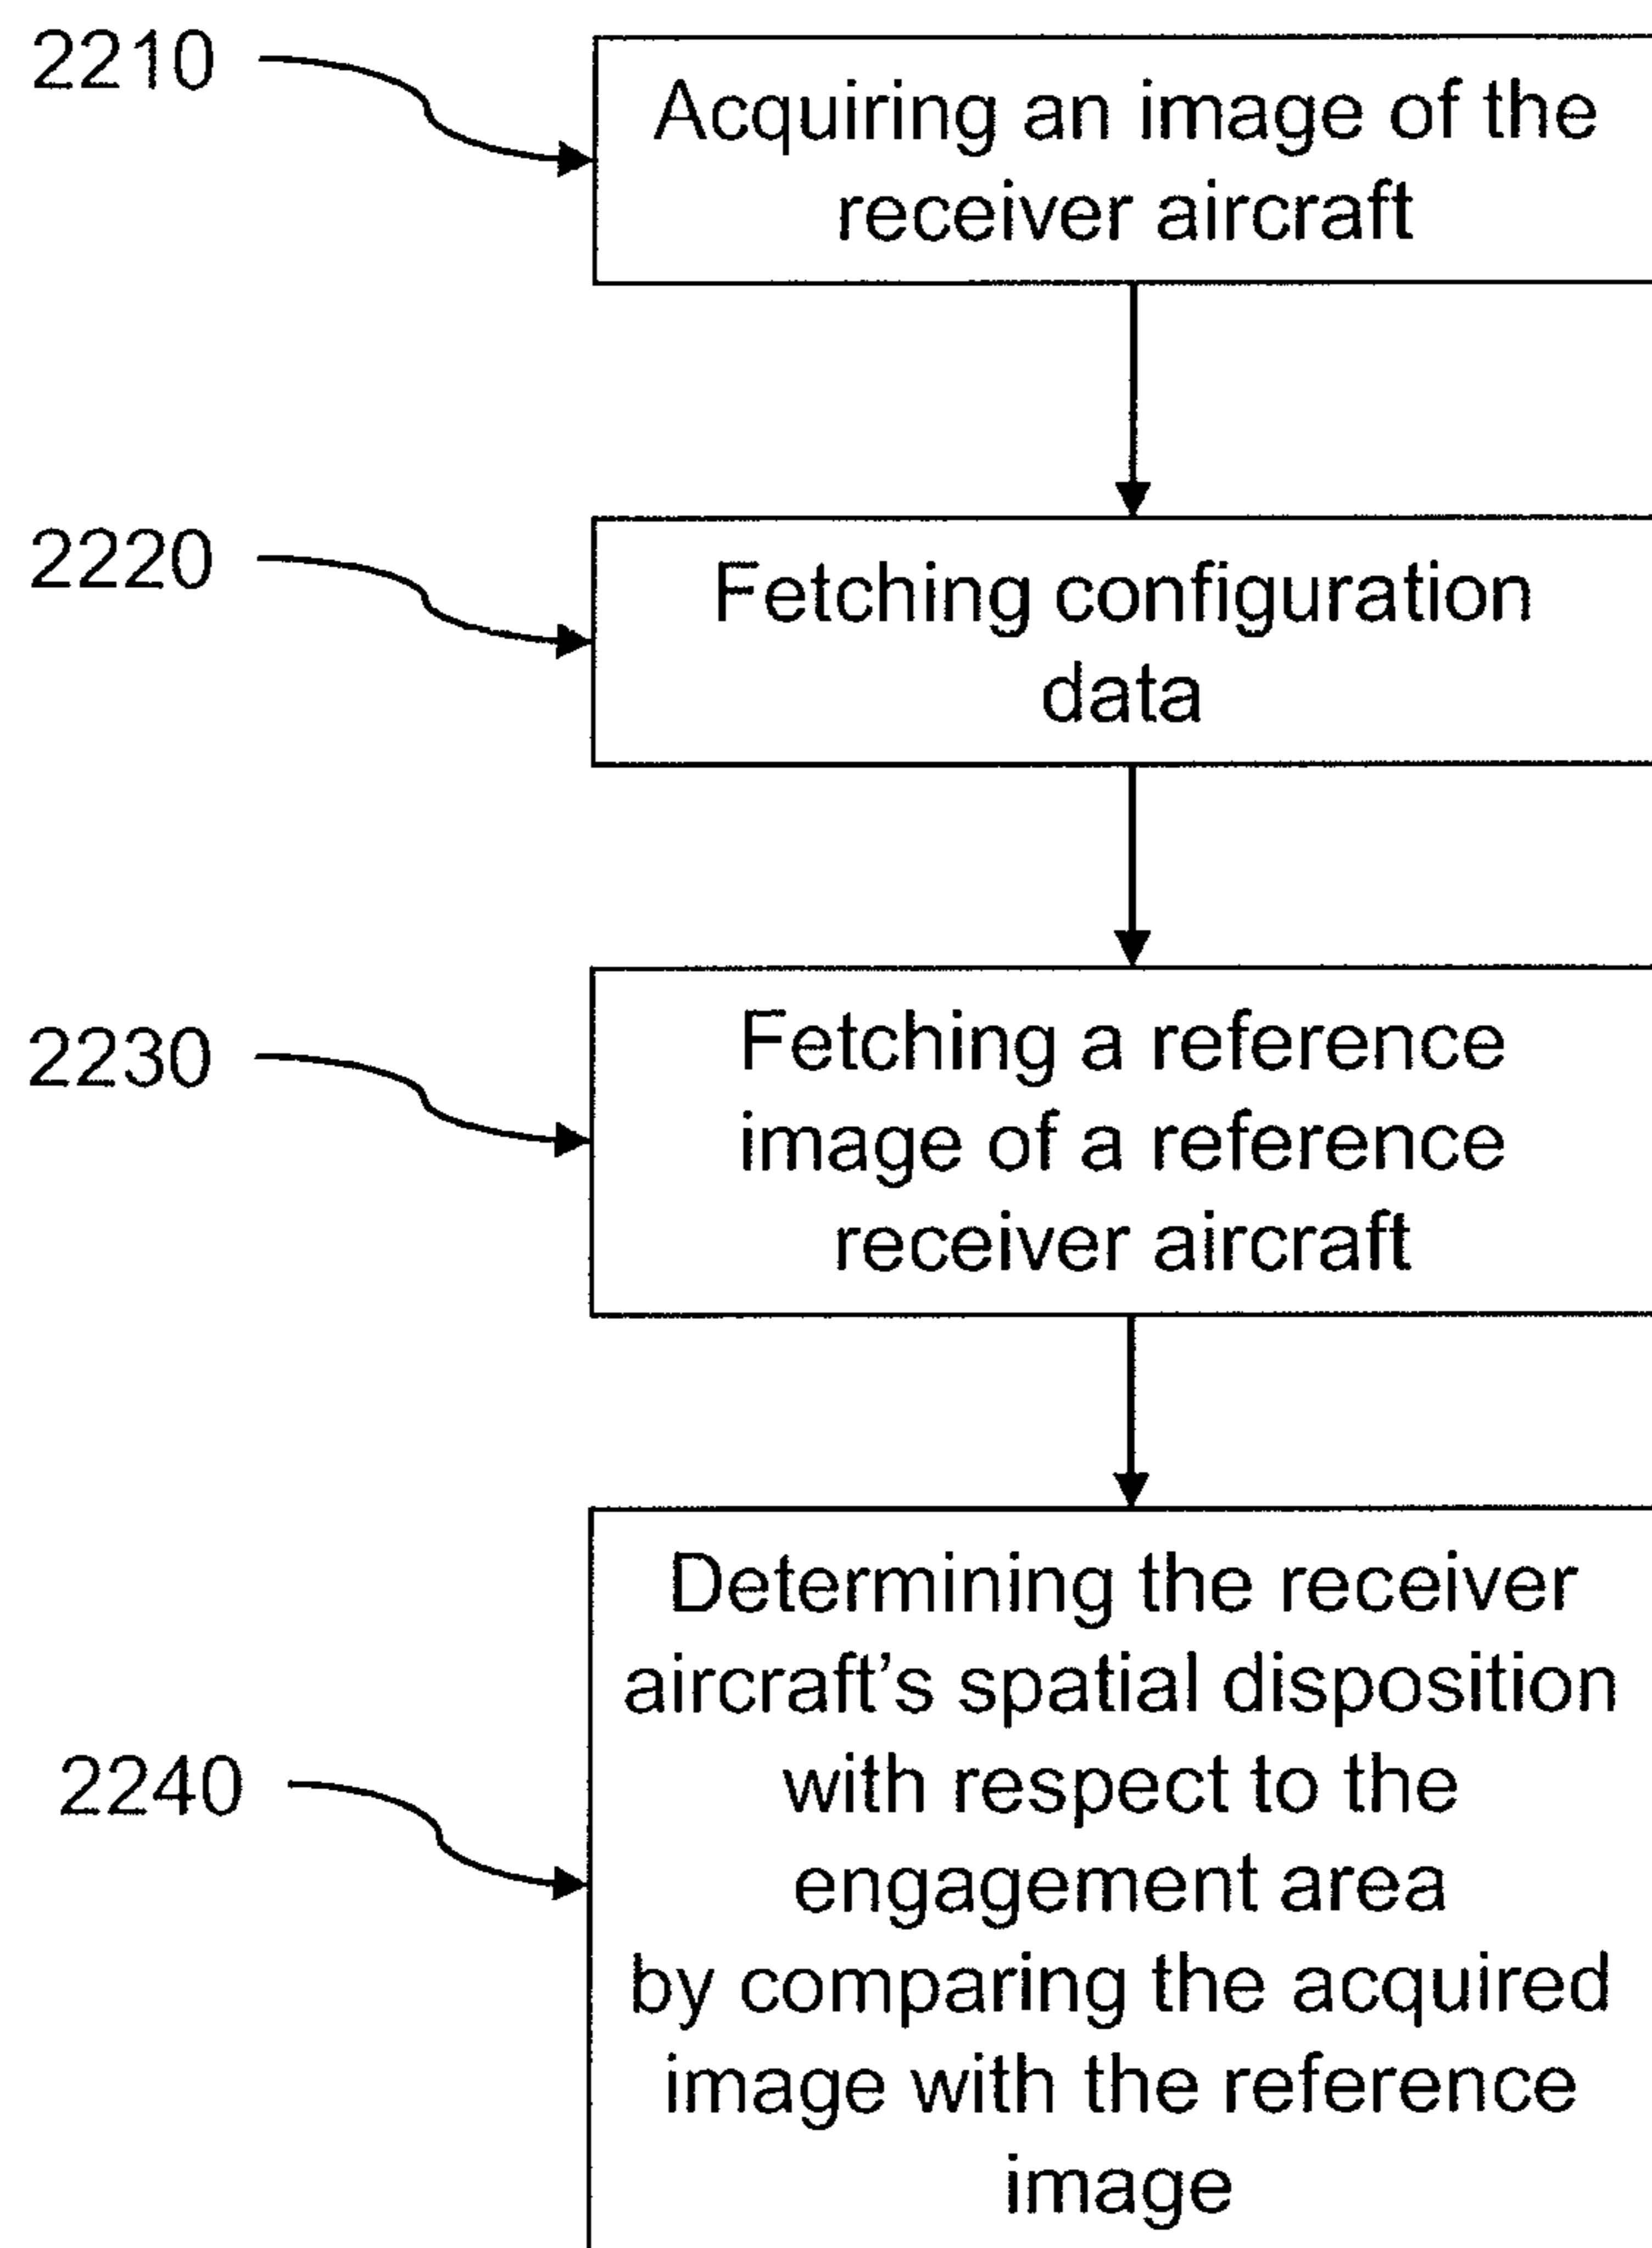 2210
Acquiring an image of the
receiver aircraft
2220
Fetching configuration
data
2230
Fetching a reference
image of a reference
receiver aircraft
2240
Determining the receiver
aircraft’s spatial disposition
with respect to the
engagement area
by comparing the acquired
image with the reference
image